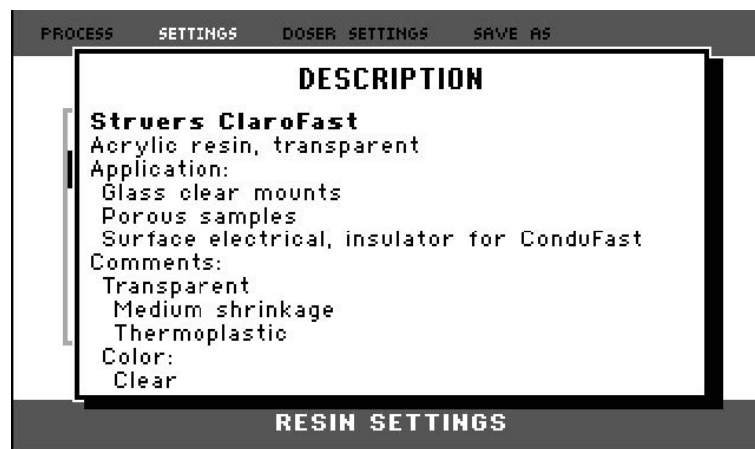 PROCESS SETTINGS DOSER SETTINGS SAVE AS
DESCRIPTION
Struers ClaroFast
Acrylic resin, transparent
Application:
Glass clear mounts
Porous samples
Surface electrical, insulator for ConduFast
Comments:
Transparent
Medium shrinkage
Thermoplastic
Color:
Clear
RESIN SETTINGS